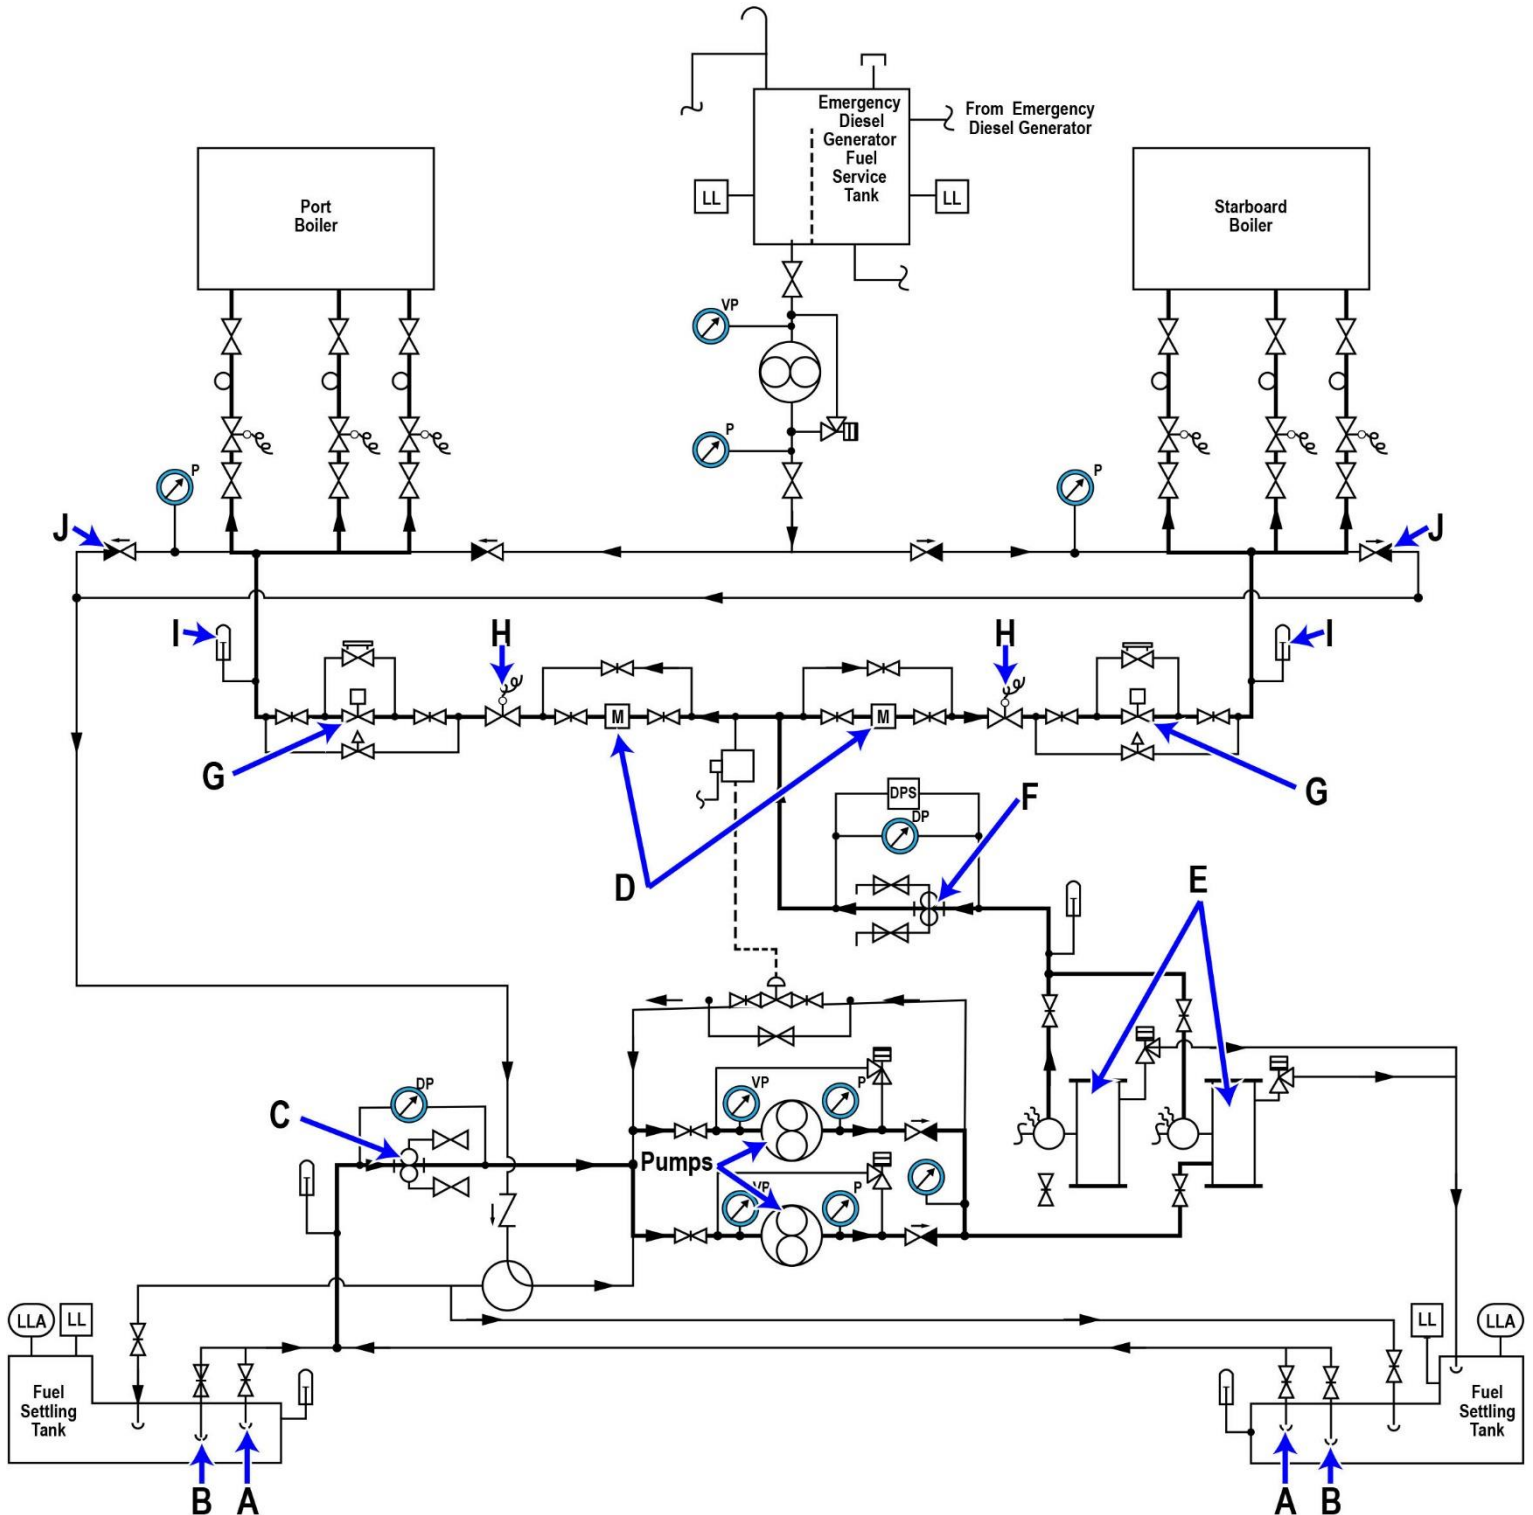 Emergency
Diesel
Generator
Fuel
Service
Tank
From Emergency
Diesel Generator
Port
Boiler
Starboard
Boiler
LL
LL
VP
P
P
P
J
J
I
H
H
I
M
M
G
G
D
DPS
DP
F
E
DP
C
VP
P
Pumps
VP
P
LLA
LL
LL
LLA
Fuel
Settling
Tank
Fuel
Settling
Tank
B
A
A
B